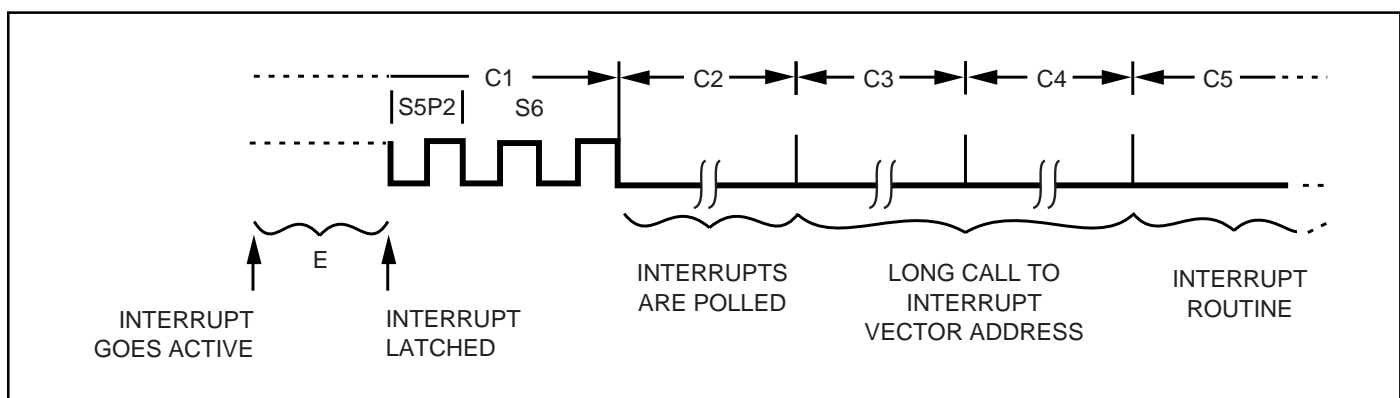 C1 C2 C3 C4 C5
S5P2 S6
E
INTERRUPT
GOES ACTIVE
INTERRUPT
LATCHED
INTERRUPTS
ARE POLLED
LONG CALL TO
INTERRUPT
VECTOR ADDRESS
INTERRUPT
ROUTINE